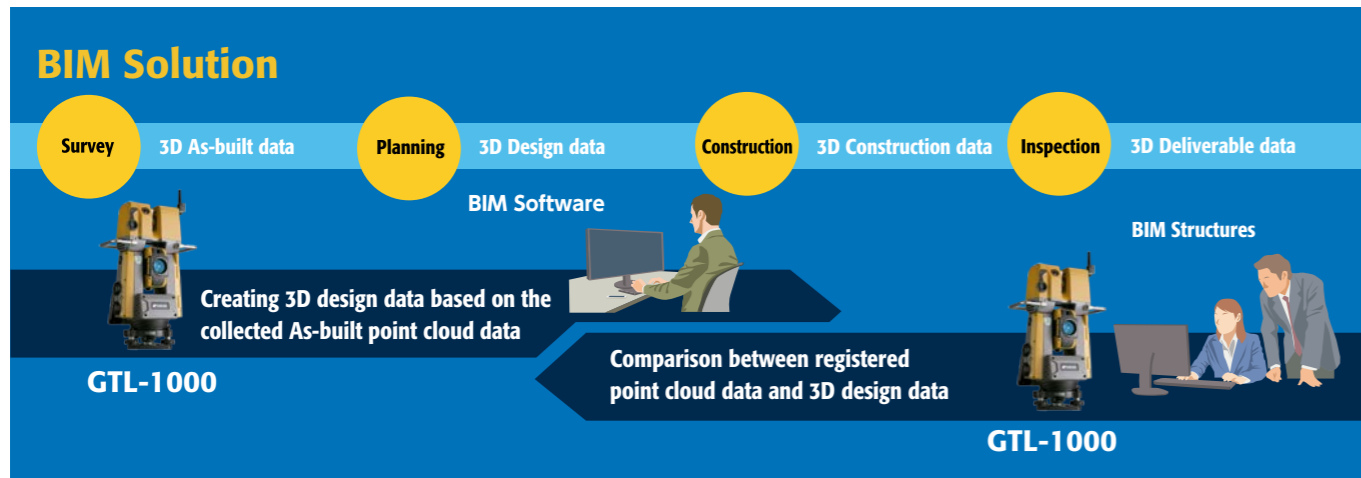 BIM Solution
Survey
3D As-built data
Planning
3D Design data
Construction
3D Construction data
Inspection
3D Deliverable data
BIM Software
BIM Structures
Creating 3D design data based on the
collected As-built point cloud data
GTL-1000
Comparison between registered
point cloud data and 3D design data
GTL-1000